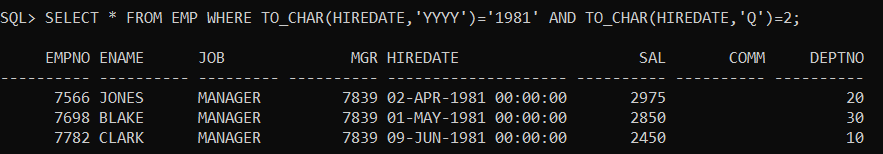 SQL> SELECT * FROM EMP WHERE TO_CHAR(HIREDATE,'YYYY')='1981' AND TO_CHAR(HIREDATE,'Q')=2;
     EMPNO ENAME      JOB              MGR HIREDATE                    SAL       COMM     DEPTNO
---------- ---------- --------- ---------- -------------------- ---------- ---------- ----------
      7566 JONES      MANAGER         7839 02-APR-1981 00:00:00       2975                    20
      7698 BLAKE      MANAGER         7839 01-MAY-1981 00:00:00       2850                    30
      7782 CLARK      MANAGER         7839 09-JUN-1981 00:00:00       2450                    10